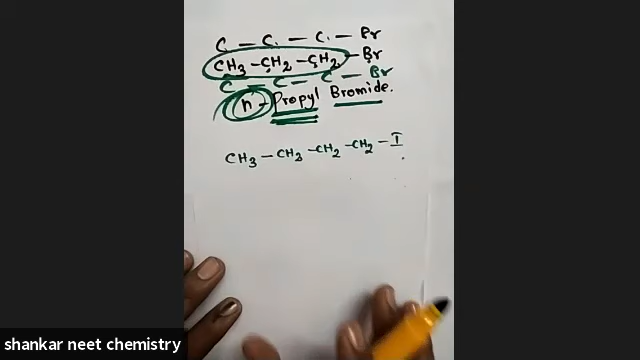 C - C - C - Br
CH3 - CH2 - CH2 - Br
C - C - C - Br
n - Propyl Bromide.
CH3 - CH2 - CH2 - CH2 - I
shankar neet chemistry